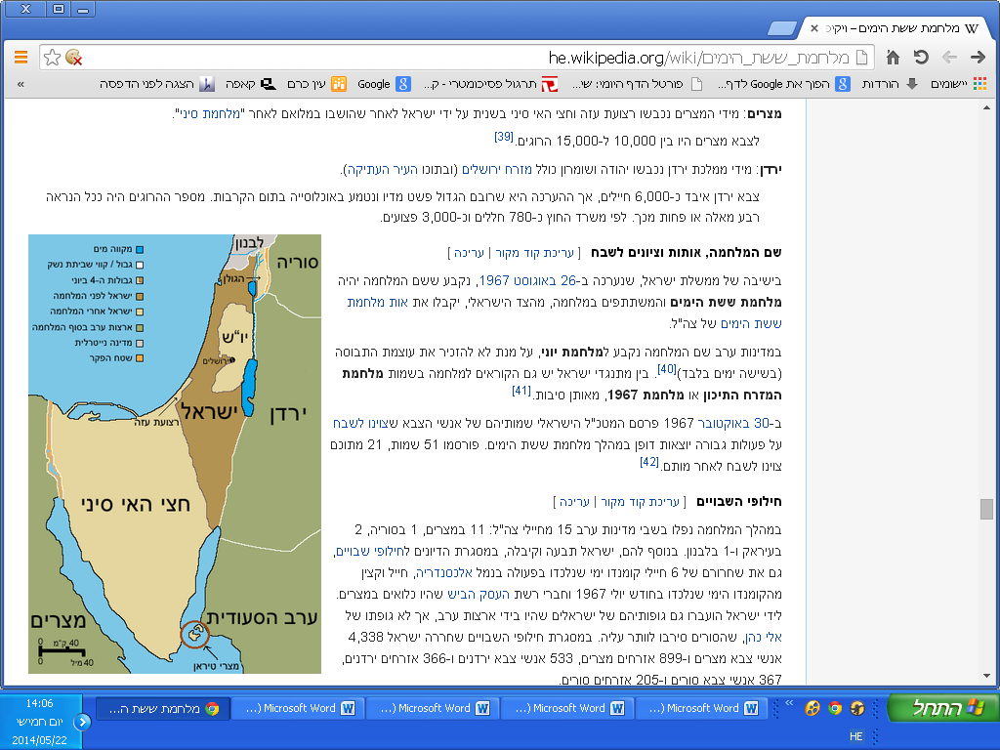 מלחמת ששת הימים – ויקיפ
he.wikipedia.org/wiki/מלחמת_ששת_הימים
יישומים
הורדות
הפוך את Google לדף...
פורטל הדף היומי: שי...
תרגול פסיכומטרי - ק...
Google
עין כרם
קאפה
הצגה לפני הדפסה
»
מצרים: מידי המצרים נכבשו רצועת עזה וחצי האי סיני בשנית על ידי ישראל לאחר שהושבו במלואם לאחר "מלחמת סיני".
לצבא מצרים היו בין 10,000 ל-15,000 הרוגים.[39]
ירדן: מידי ממלכת ירדן נכבשו יהודה ושומרון כולל מזרח ירושלים (ובתוכו העיר העתיקה).
צבא ירדן איבד כ-6,000 חיילים, אך ההערכה היא שרובם הגדול פשט מדיו ונטמע באוכלוסייה בתום הקרבות. מספר ההרוגים היה ככל הנראה
רבע מאלה או פחות מכך. לפי משרד החוץ כ-780 חללים וכ-3,000 פצועים.
שם המלחמה, אותות וציונים לשבח [ עריכת קוד מקור | עריכה ]
בישיבה של ממשלת ישראל, שנערכה ב-26 באוגוסט 1967, נקבע ששם המלחמה יהיה
מלחמת ששת הימים והמשתתפים במלחמה, מהצד הישראלי, יקבלו את אות מלחמת
ששת הימים של צה"ל.
במדינות ערב שם המלחמה נקבע למלחמת יוני, על מנת לא להזכיר את עוצמת התבוסה
(בשישה ימים בלבד)[40]. בין מתנגדי ישראל יש גם הקוראים למלחמה בשמות מלחמת
המזרח התיכון או מלחמת 1967, מאותן סיבות.[41]
ב-30 באוקטובר 1967 פרסם המטכ"ל הישראלי שמותיהם של אנשי הצבא שצוינו לשבח
על פעולות גבורה יוצאות דופן במהלך מלחמת ששת הימים. פורסמו 51 שמות, 21 מתוכם
צוינו לשבח לאחר מותם.[42]
חילופי השבויים [ עריכת קוד מקור | עריכה ]
במהלך המלחמה נפלו בשבי מדינות ערב 15 מחיילי צה"ל: 11 במצרים, 1 בסוריה, 2
בעיראק ו-1 בלבנון. בנוסף להם, ישראל תבעה וקיבלה, במסגרת הדיונים לחילופי שבויים,
גם את שחרורם של 6 חיילי קומנדו ימי שנלכדו בפעולה בנמל אלכסנדריה, חייל וקצין
מהקומנדו הימי שנלכדו בחודש יולי 1967 וחברי רשת העסק הביש שהיו כלואים במצרים.
לידי ישראל הועברו גם גופותיהם של ישראלים שהיו בידי ארצות ערב, אך לא גופתו של
אלי כהן, שהסורים סירבו לוותר עליה. במסגרת חילופי השבויים שחררה ישראל 4,338
אנשי צבא מצרים ו-899 אזרחים מצרים, 533 אנשי צבא ירדנים ו-366 אזרחים ירדנים,
367 אנשי צבא סורים ו-205 אזרחים סורים.
מקווה מים
גבול / קווי שביתת נשק
גבולות ה-4 ביוני
ישראל לפני המלחמה
ישראל אחרי המלחמה
ארצות ערב בסוף המלחמה
מדינה נייטרלית
שטח הפקר
לבנון
סוריה
הגולן
יו"ש
ירושלים
ירדן
ישראל
רצועת עזה
חצי האי סיני
מצרים
ערב הסעודית
מצרי טיראן
0 40 ק"מ
0 40 מיל
התחל
Microsoft Word (...
Microsoft Word (...
Microsoft Word (...
Microsoft Word (...
מלחמת ששת ה...
HE
14:06
יום חמישי
2014/05/22